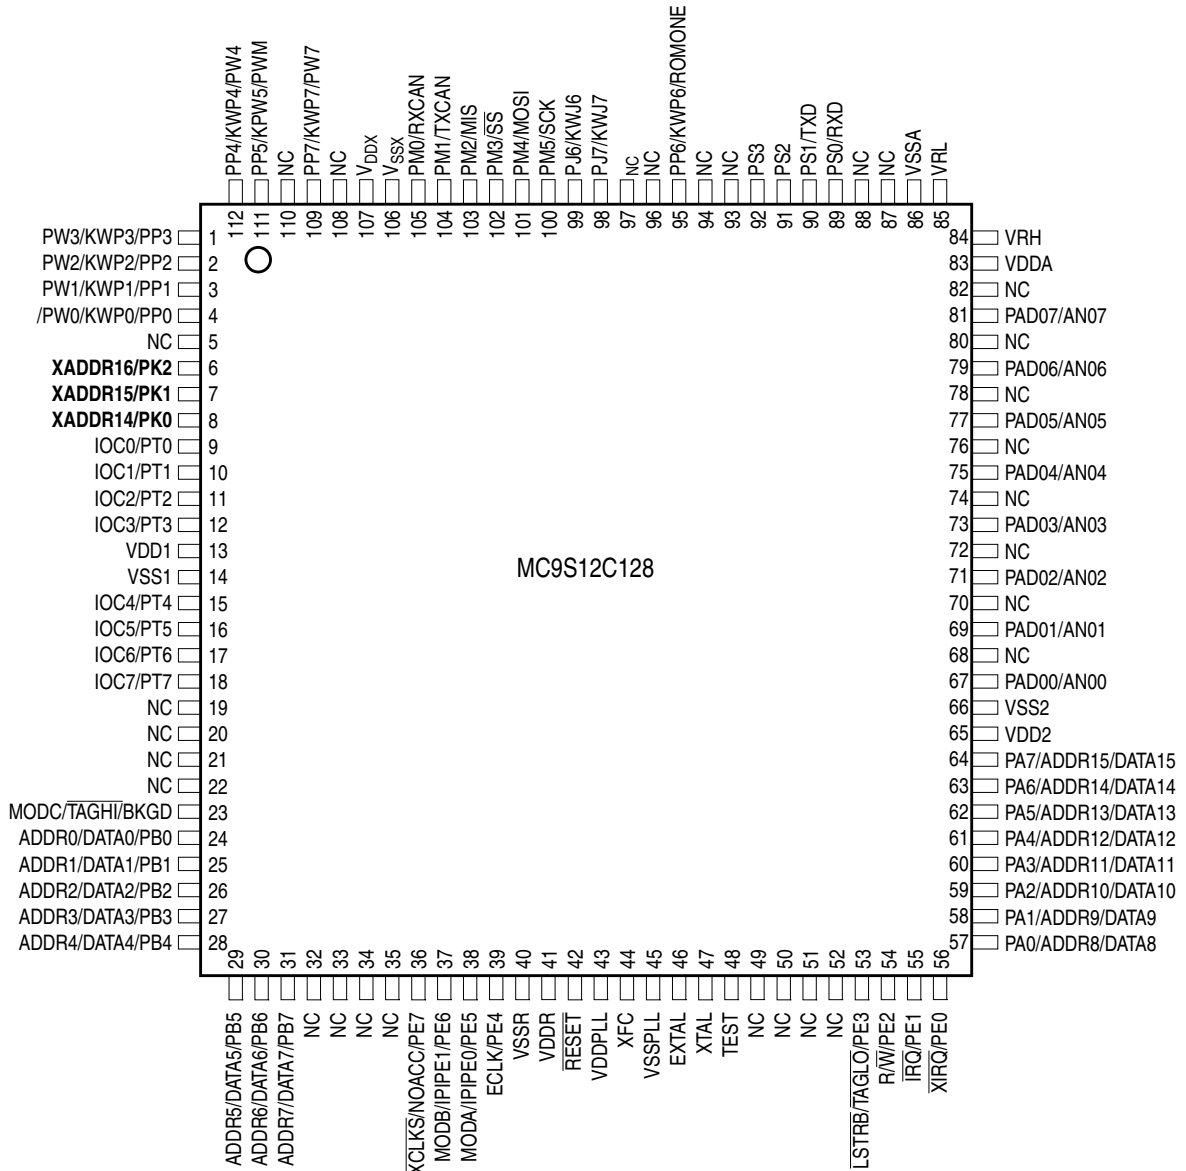 PP4/KWP4/PW4
PP5/KPW5/PWM
NC
PP7/KWP7/PW7
NC
VDDX
VSSX
PM0/RXCAN
PM1/TXCAN
PM2/MIS
PM3/SS
PM4/MOSI
PM5/SCK
PJ6/KWJ6
PJ7/KWJ7
NC
NC
PP6/KWP6/ROMONE
NC
NC
PS3
PS2
PS1/TXD
PS0/RXD
NC
NC
VSSA
VRL
112
111
110
109
108
107
106
105
104
103
102
101
100
99
98
97
96
95
94
93
92
91
90
89
88
87
86
85
PW3/KWP3/PP3 1
PW2/KWP2/PP2 2
PW1/KWP1/PP1 3
/PW0/KWP0/PP0 4
NC 5
XADDR16/PK2 6
XADDR15/PK1 7
XADDR14/PK0 8
IOC0/PT0 9
IOC1/PT1 10
IOC2/PT2 11
IOC3/PT3 12
VDD1 13
VSS1 14
IOC4/PT4 15
IOC5/PT5 16
IOC6/PT6 17
IOC7/PT7 18
NC 19
NC 20
NC 21
NC 22
MODC/TAGHI/BKGD 23
ADDR0/DATA0/PB0 24
ADDR1/DATA1/PB1 25
ADDR2/DATA2/PB2 26
ADDR3/DATA3/PB3 27
ADDR4/DATA4/PB4 28
MC9S12C128
84 VRH
83 VDDA
82 NC
81 PAD07/AN07
80 NC
79 PAD06/AN06
78 NC
77 PAD05/AN05
76 NC
75 PAD04/AN04
74 NC
73 PAD03/AN03
72 NC
71 PAD02/AN02
70 NC
69 PAD01/AN01
68 NC
67 PAD00/AN00
66 VSS2
65 VDD2
64 PA7/ADDR15/DATA15
63 PA6/ADDR14/DATA14
62 PA5/ADDR13/DATA13
61 PA4/ADDR12/DATA12
60 PA3/ADDR11/DATA11
59 PA2/ADDR10/DATA10
58 PA1/ADDR9/DATA9
57 PA0/ADDR8/DATA8
29
30
31
32
33
34
35
36
37
38
39
40
41
42
43
44
45
46
47
48
49
50
51
52
53
54
55
56
ADDR5/DATA5/PB5
ADDR6/DATA6/PB6
ADDR7/DATA7/PB7
NC
NC
NC
NC
XCLKS/NOACC/PE7
MODB/IPIPE1/PE6
MODA/IPIPE0/PE5
ECLK/PE4
VSSR
VDDR
RESET
VDDPLL
XFC
VSSPLL
EXTAL
XTAL
TEST
NC
NC
NC
NC
LSTRB/TAGLO/PE3
R/W/PE2
IRQ/PE1
XIRQ/PE0